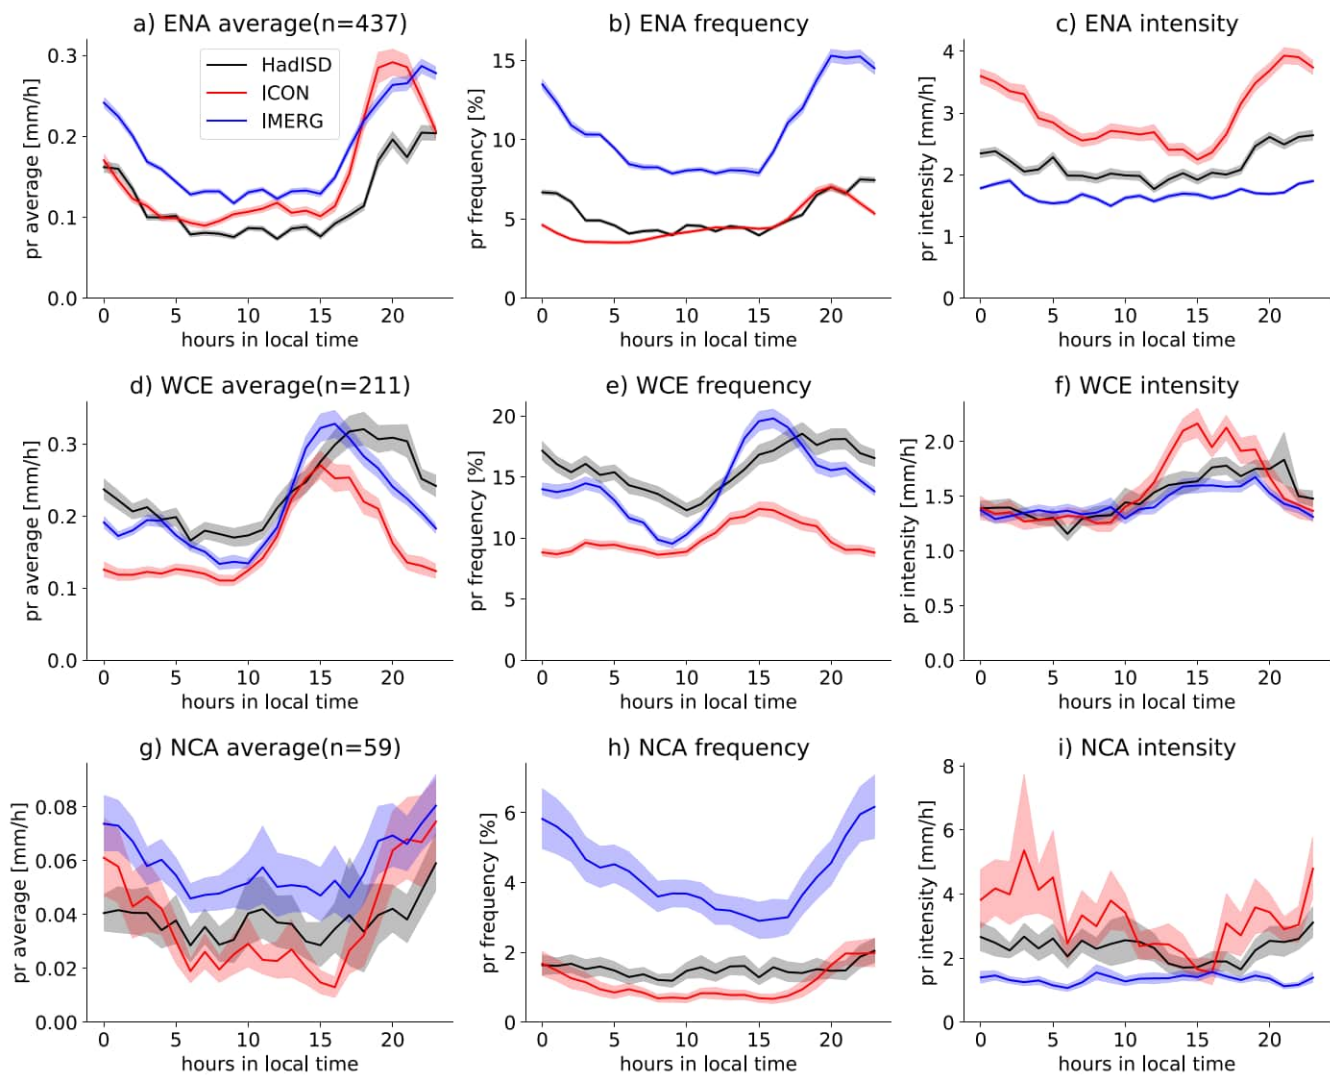 a) ENA average(n=437)
pr average [mm/h]
0.3
0.2
0.1
0.0
HadISD
ICON
IMERG
0 5 10 15 20
hours in local time
b) ENA frequency
pr frequency [%]
15
10
5
0
0 5 10 15 20
hours in local time
c) ENA intensity
pr intensity [mm/h]
4
3
2
1
0
0 5 10 15 20
hours in local time
d) WCE average(n=211)
pr average [mm/h]
0.3
0.2
0.1
0.0
0 5 10 15 20
hours in local time
e) WCE frequency
pr frequency [%]
20
15
10
5
0
0 5 10 15 20
hours in local time
f) WCE intensity
pr intensity [mm/h]
2.0
1.5
1.0
0.5
0.0
0 5 10 15 20
hours in local time
g) NCA average(n=59)
pr average [mm/h]
0.08
0.06
0.04
0.02
0.00
0 5 10 15 20
hours in local time
h) NCA frequency
pr frequency [%]
6
4
2
0
0 5 10 15 20
hours in local time
i) NCA intensity
pr intensity [mm/h]
8
6
4
2
0
0 5 10 15 20
hours in local time